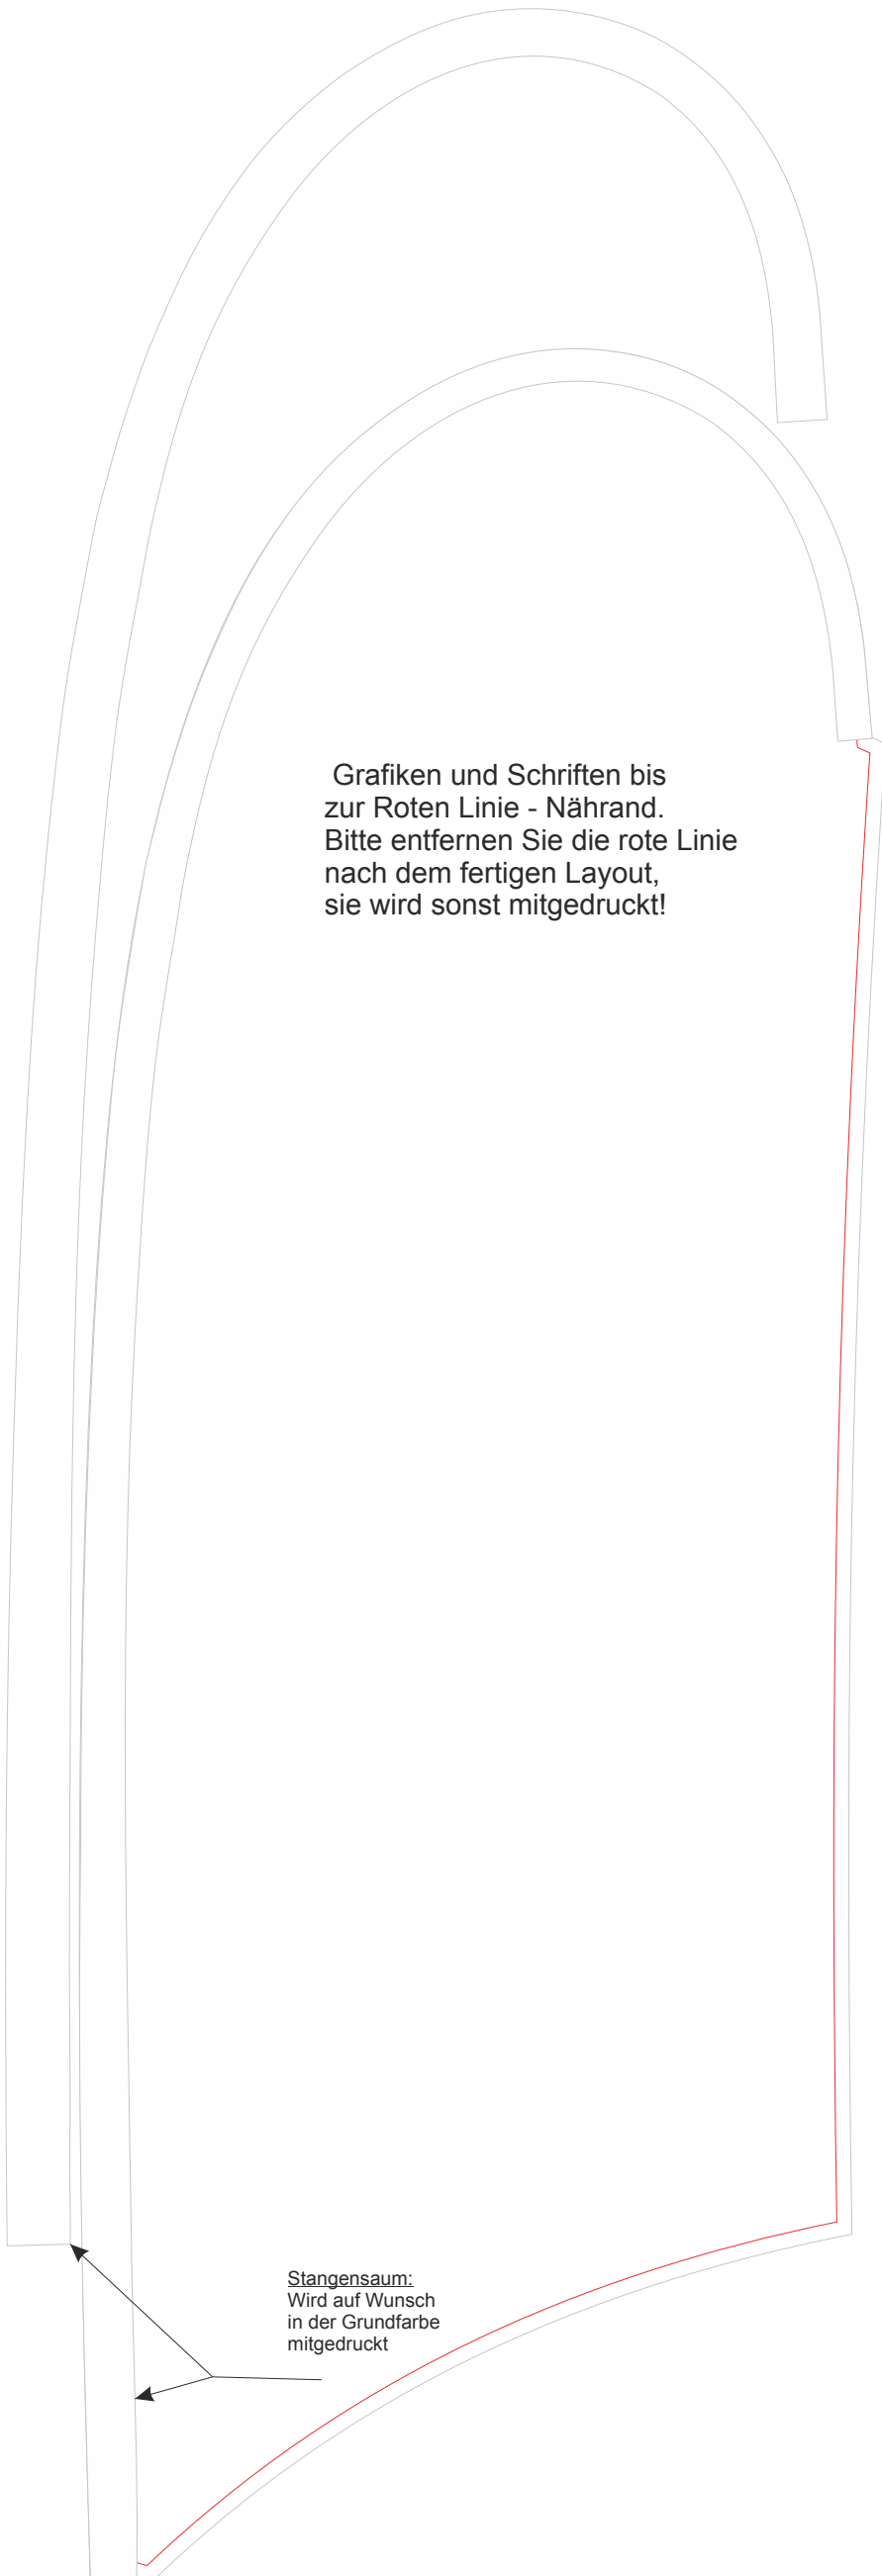 Grafiken und Schriften bis
zur Roten Linie - Nährand.
Bitte entfernen Sie die rote Linie
nach dem fertigen Layout,
sie wird sonst mitgedruckt!
Stangensaum:
Wird auf Wunsch
in der Grundfarbe
mitgedruckt